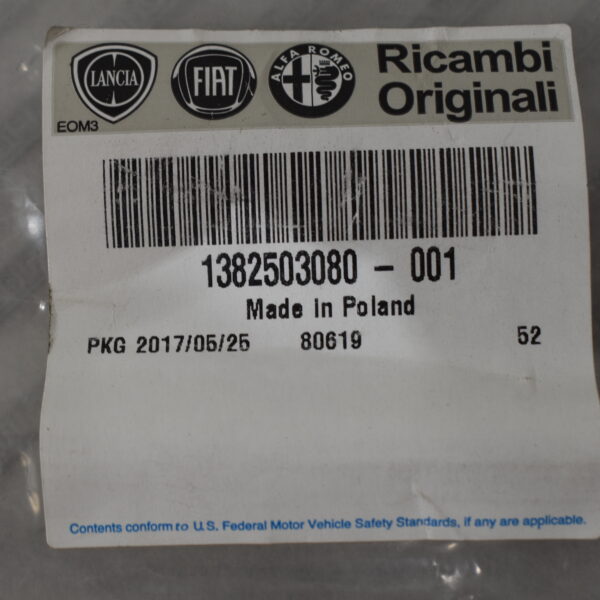 LANCIA FIAT ALFA ROMEO Ricambi
Originali
EOM3
1382503080 - 001
Made in Poland
PKG 2017/05/25 80619 52
Contents conform to U.S. Federal Motor Vehicle Safety Standards, if any are applicable.